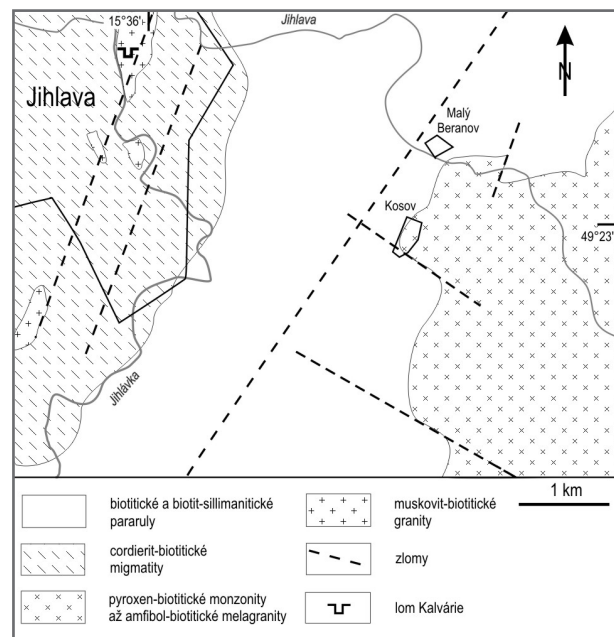 15°36'
Jihlava
N
Jihlava
Malý
Beranov
Kosov
49°23'
Jihlávka
1 km
biotitické a biotit-sillimanitické
pararuly
cordierit-biotitické
migmatity
pyroxen-biotitické monzonity
až amfibol-biotitické melagranity
muskovit-biotitické
granity
zlomy
lom Kalvárie